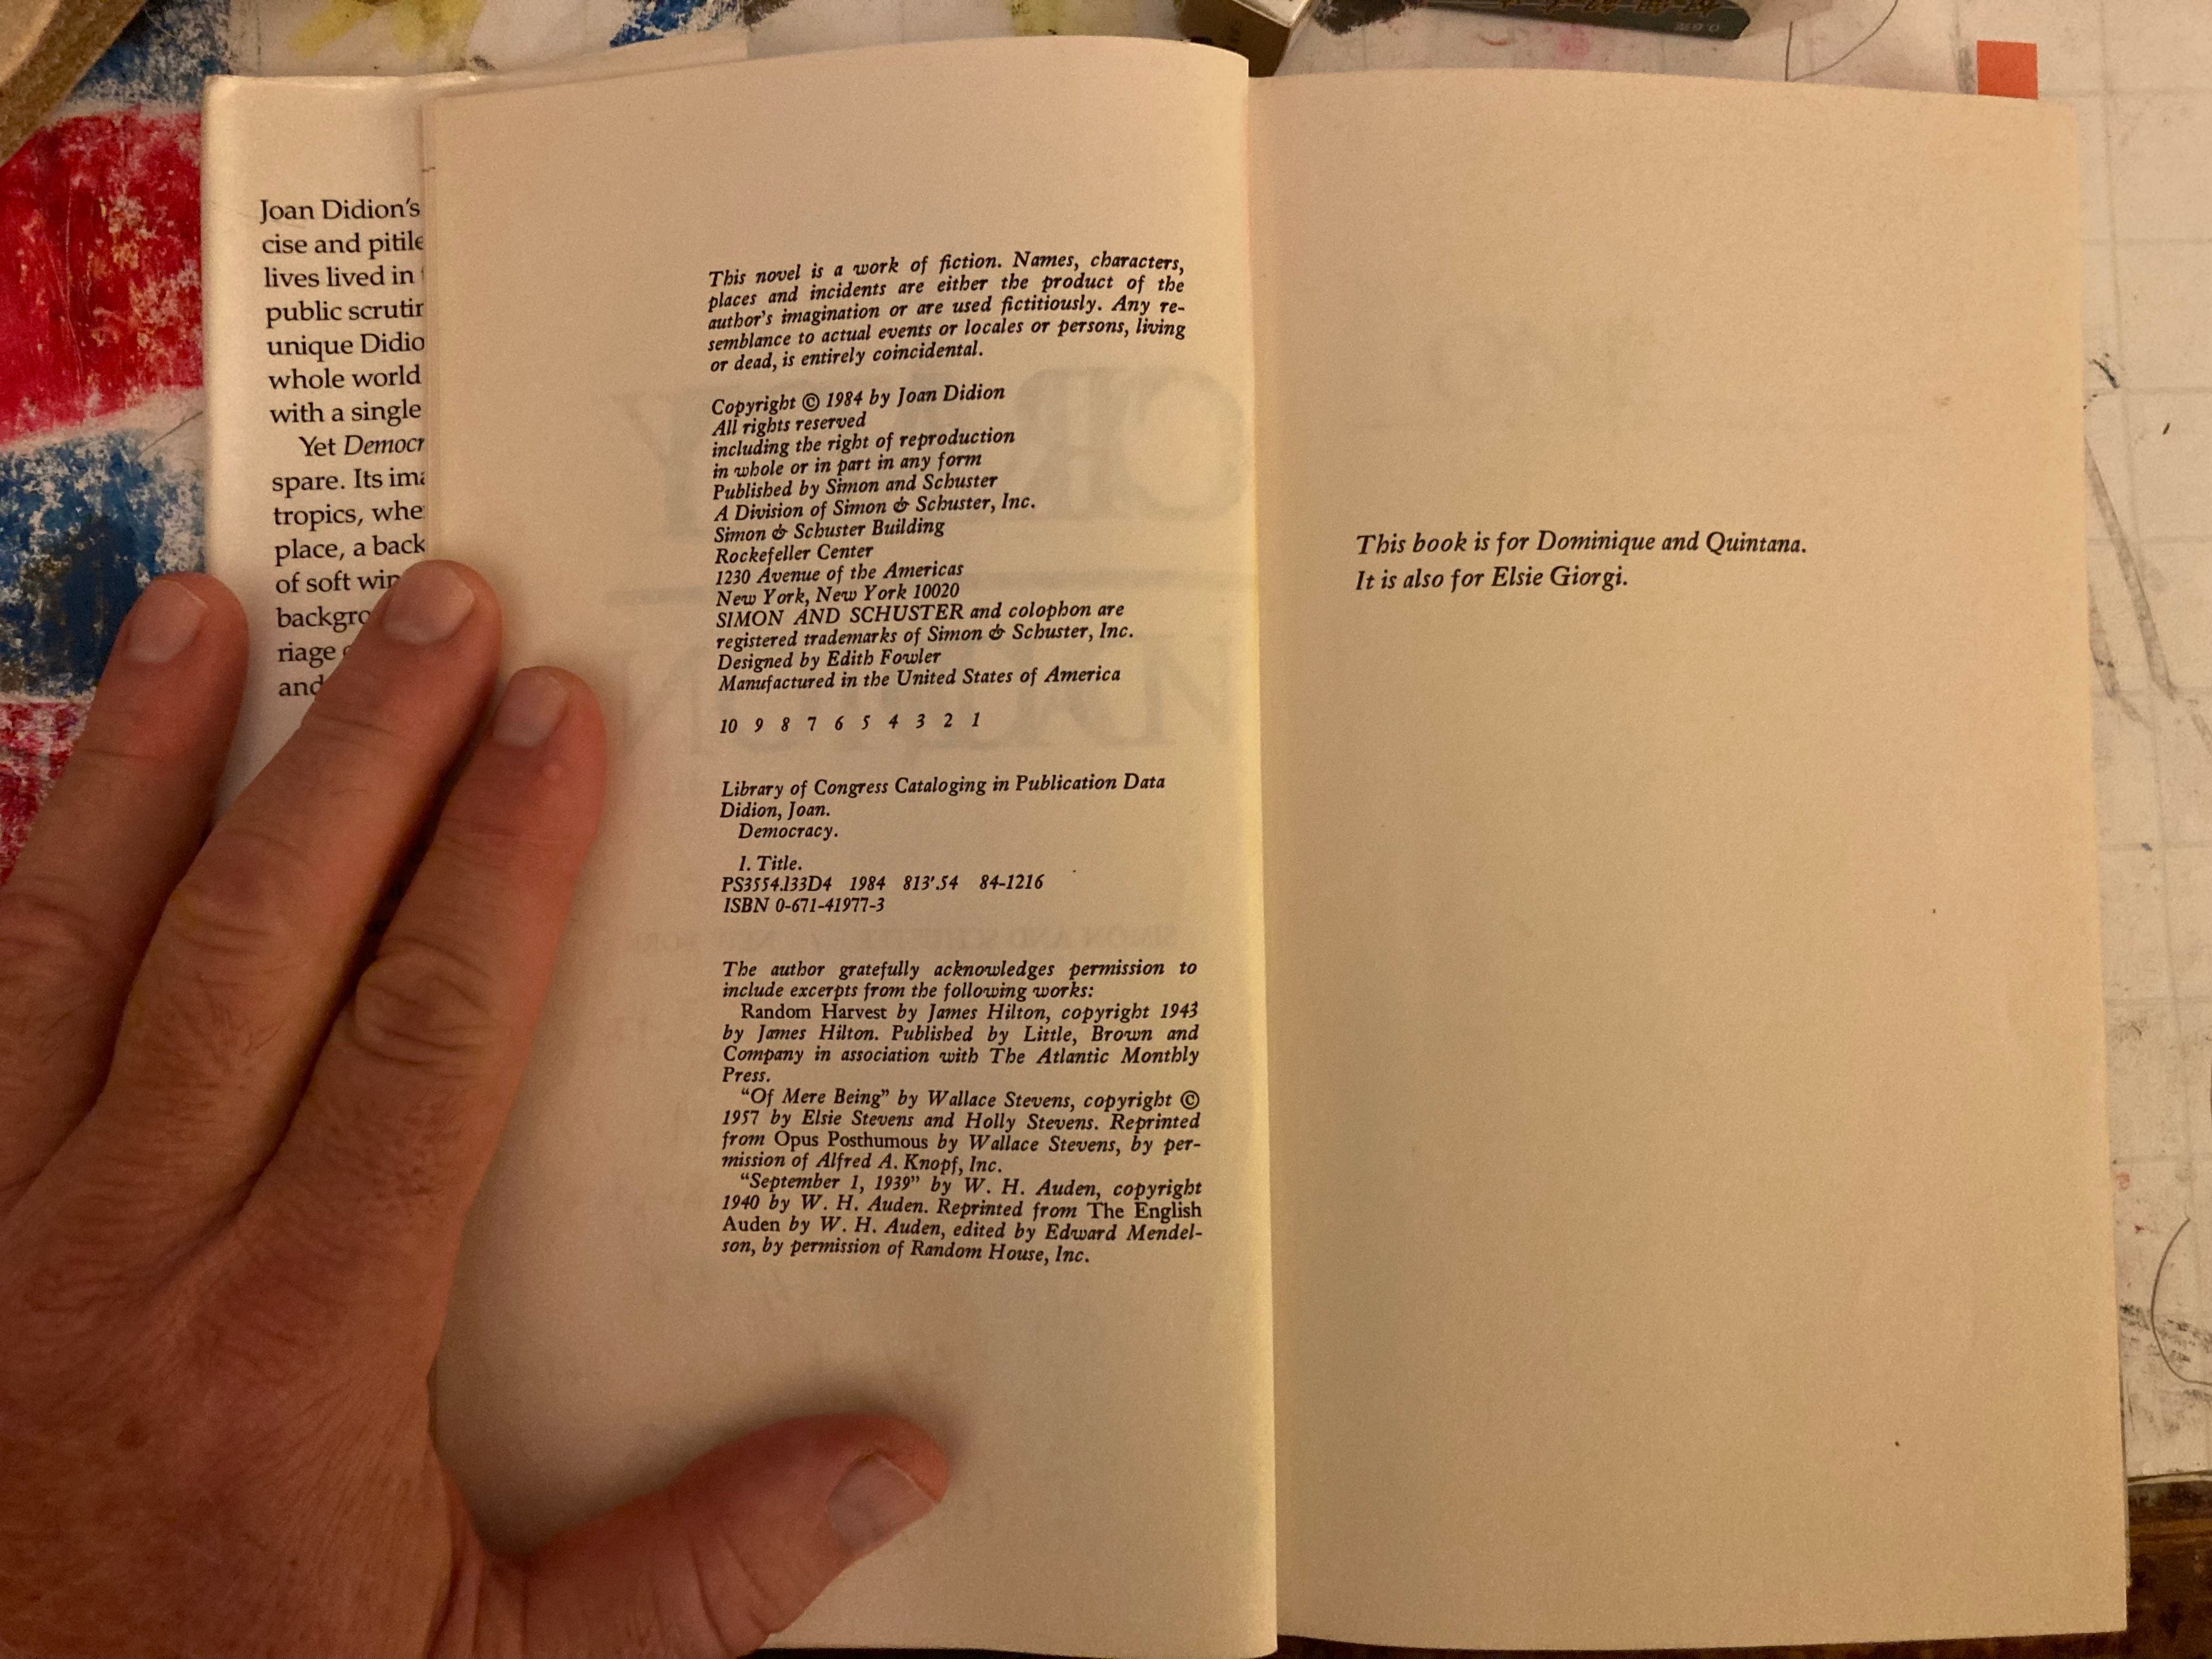 Joan Didion's
cise and pitile
lives lived in
public scrutin
unique Didio
whole world
with a single
Yet Democr
spare. Its ima
tropics, whe
place, a back
of soft win
backgro
riage
and
This novel is a work of fiction. Names, characters,
places and incidents are either the product of the
author's imagination or are used fictitiously. Any re-
semblance to actual events or locales or persons, living
or dead, is entirely coincidental.
Copyright © 1984 by Joan Didion
All rights reserved
including the right of reproduction
in whole or in part in any form
Published by Simon and Schuster
A Division of Simon & Schuster, Inc.
Simon & Schuster Building
Rockefeller Center
1230 Avenue of the Americas
New York, New York 10020
SIMON AND SCHUSTER and colophon are
registered trademarks of Simon & Schuster, Inc.
Designed by Edith Fowler
Manufactured in the United States of America
10 9 8 7 6 5 4 3 2 1
Library of Congress Cataloging in Publication Data
Didion, Joan.
Democracy.
I. Title.
PS3554.I33D4 1984 813'.54 84-1216
ISBN 0-671-41977-3
The author gratefully acknowledges permission to
include excerpts from the following works:
Random Harvest by James Hilton, copyright 1943
by James Hilton. Published by Little, Brown and
Company in association with The Atlantic Monthly
Press.
“Of Mere Being” by Wallace Stevens, copyright ©
1957 by Elsie Stevens and Holly Stevens. Reprinted
from Opus Posthumous by Wallace Stevens, by per-
mission of Alfred A. Knopf, Inc.
“September 1, 1939” by W. H. Auden, copyright
1940 by W. H. Auden. Reprinted from The English
Auden by W. H. Auden, edited by Edward Mendel-
son, by permission of Random House, Inc.
This book is for Dominique and Quintana.
It is also for Elsie Giorgi.